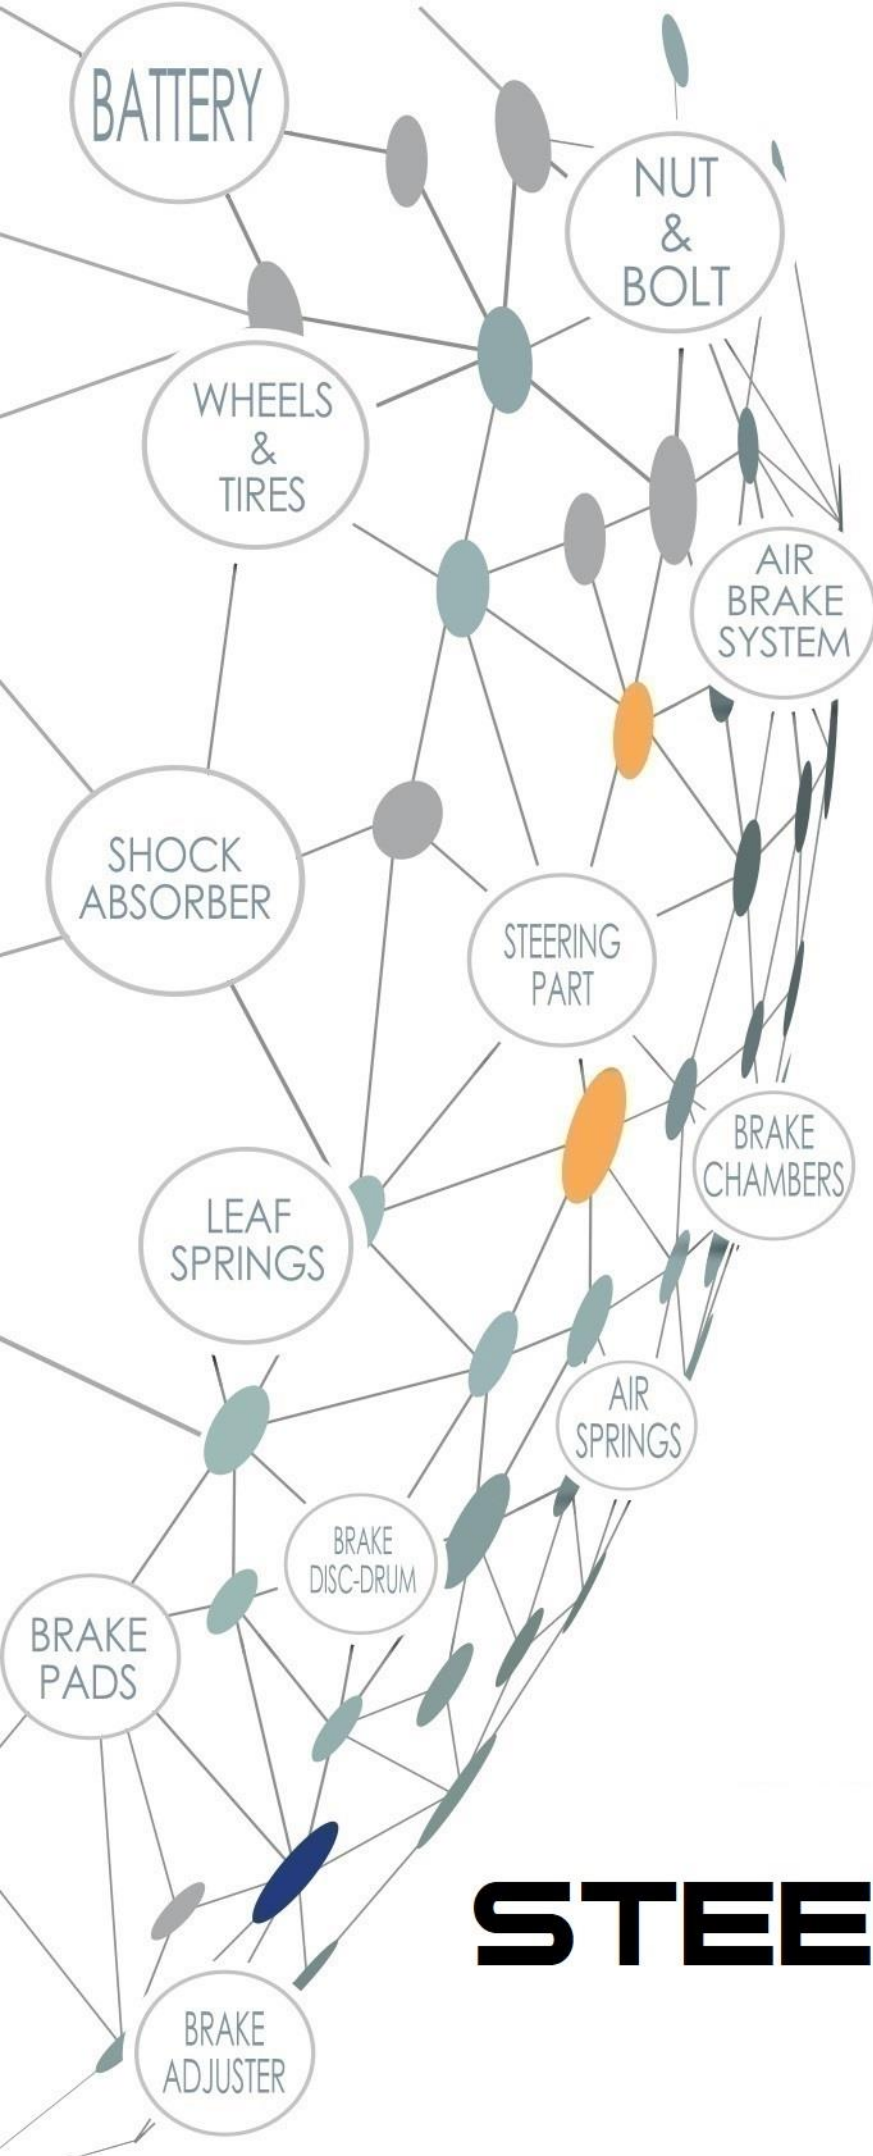 BATTERY
NUT
&
BOLT
WHEELS
&
TIRES
AIR
BRAKE
SYSTEM
SHOCK
ABSORBER
STEERING
PART
BRAKE
CHAMBERS
LEAF
SPRINGS
AIR
SPRINGS
BRAKE
DISC-DRUM
BRAKE
PADS
STEE
BRAKE
ADJUSTER